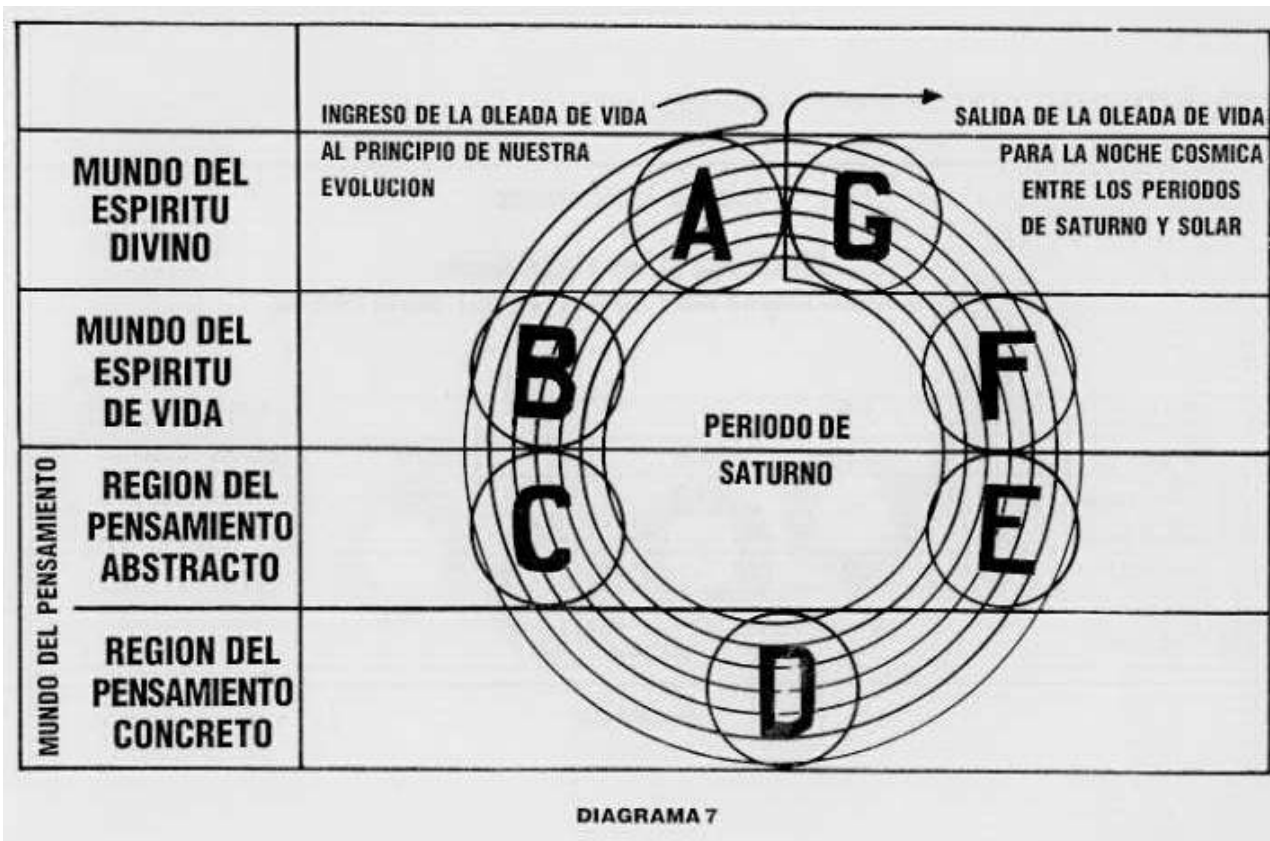 INGRESO DE LA OLEADA DE VIDA
AL PRINCIPIO DE NUESTRA
EVOLUCION
SALIDA DE LA OLEADA DE VIDA
PARA LA NOCHE COSMICA
ENTRE LOS PERIODOS
DE SATURNO Y SOLAR
MUNDO DEL
ESPIRITU
DIVINO
A
G
MUNDO DEL
ESPIRITU
DE VIDA
B
F
PERIODO DE
SATURNO
MUNDO DEL PENSAMIENTO
REGION DEL
PENSAMIENTO
ABSTRACTO
C
E
REGION DEL
PENSAMIENTO
CONCRETO
D
DIAGRAMA 7